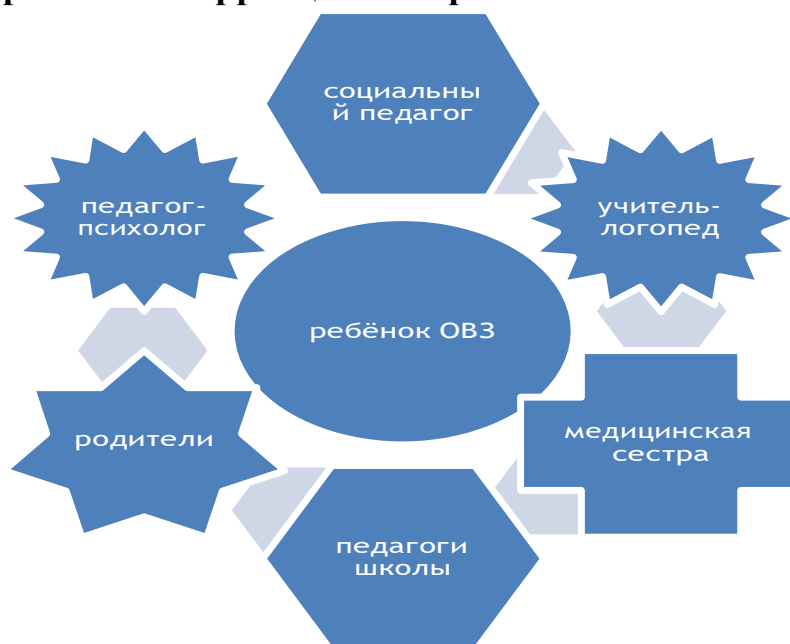 социальны
й педагог
педагог-
психолог
учитель-
логопед
ребёнок ОВЗ
родители
медицинская
сестра
педагоги
школы